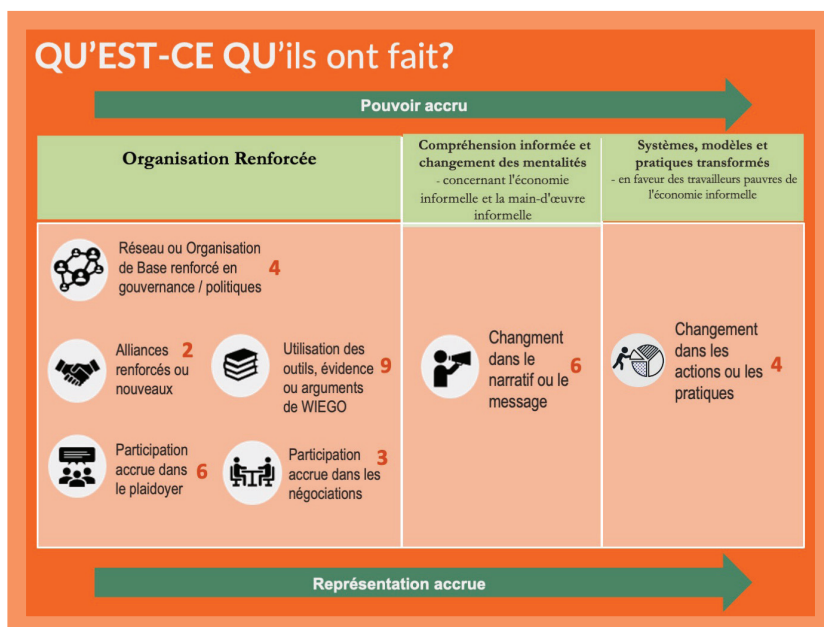 QU'EST-CE QU'ils ont fait?
Pouvoir accru
Organisation Renforcée
Compréhension informée et
changement des mentalités
- concernant l'économie
informelle et la main-d'œuvre
informelle
Systèmes, modèles et
pratiques transformés
- en faveur des travailleurs pauvres de
l'économie informelle
Réseau ou Organisation
de Base renforcé en
gouvernance / politiques
4
Alliances
renforcés ou
nouveaux
2
Utilisation des
outils, évidence
ou arguments
de WIEGO
9
Participation
accrue dans
le plaidoyer
6
Participation
accrue dans les
négociations
3
Changment
dans le
narratif ou le
message
6
Changement
dans les
actions ou les
pratiques
4
Représentation accrue